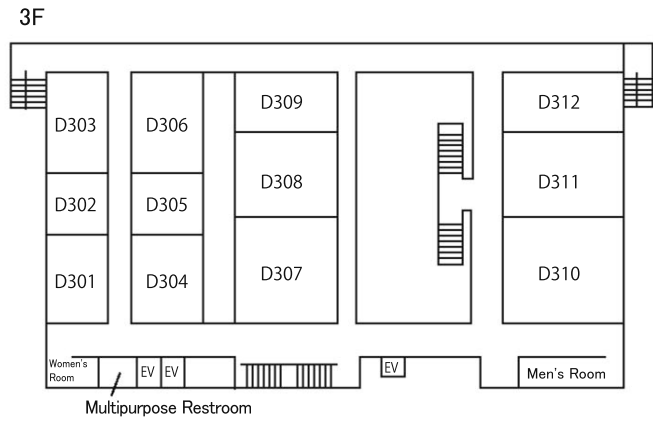 3F
D303
D306
D309
D312
D308
D311
D302
D305
D301
D304
D307
D310
Women's
Room
EV
EV
EV
Men's Room
Multipurpose Restroom